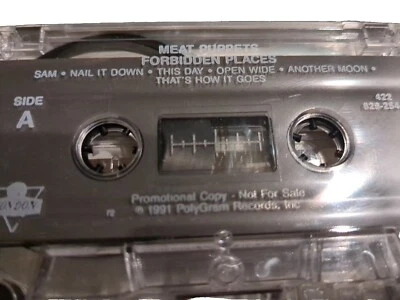 MEAT PUPPETS
FORBIDDEN PLACES
SAM • NAIL IT DOWN • THIS DAY • OPEN WIDE • ANOTHER MOON •
THAT'S HOW IT GOES
SIDE
A
422
828-254
Promotional Copy - Not For Sale
℗ 1991 PolyGram Records, Inc